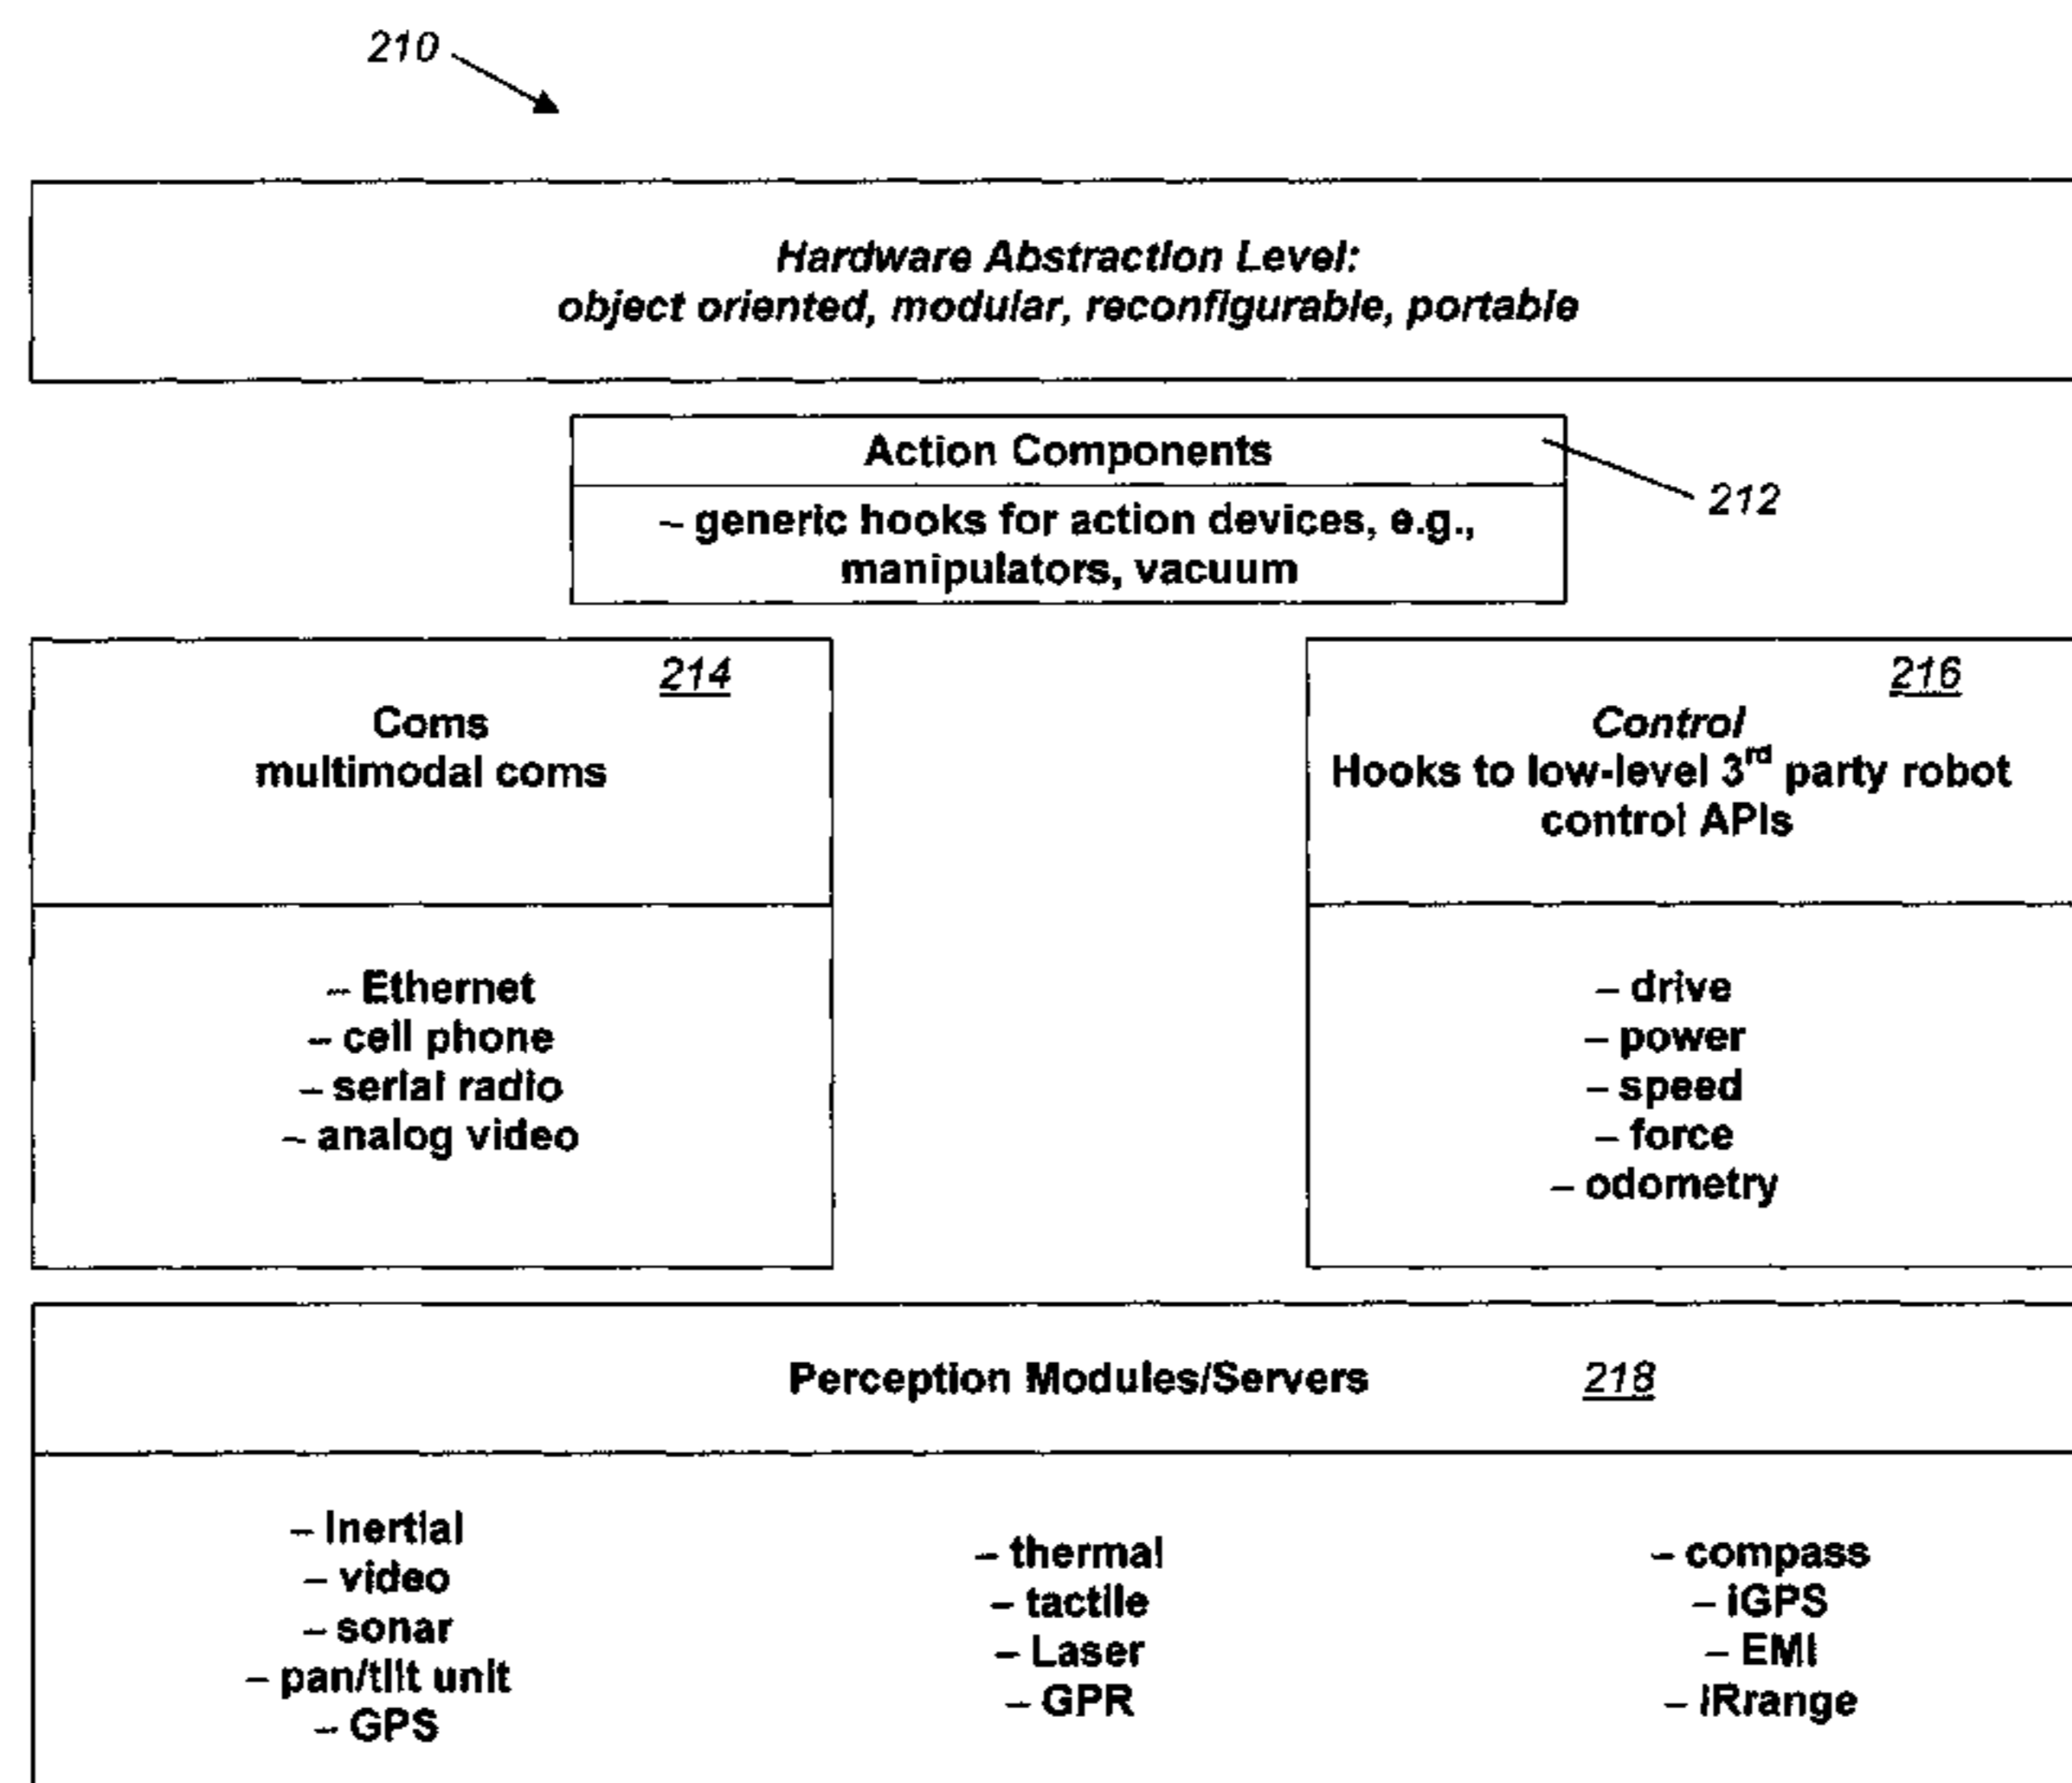 210
Hardware Abstraction Level:
object oriented, modular, reconfigurable, portable
Action Components
212
– generic hooks for action devices, e.g.,
manipulators, vacuum
214
Coms
multimodal coms
– Ethernet
– cell phone
– serial radio
– analog video
216
Control
Hooks to low-level 3rd party robot
control APIs
– drive
– power
– speed
– force
– odometry
Perception Modules/Servers 218
– Inertial
– video
– sonar
– pan/tilt unit
– GPS
– thermal
– tactile
– Laser
– GPR
– compass
– iGPS
– EMI
– IRrange